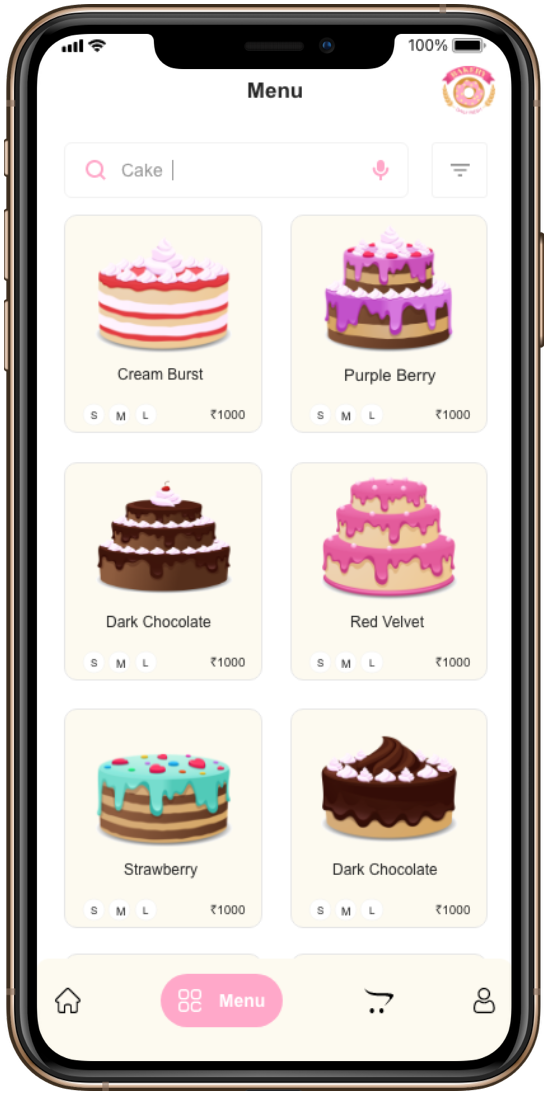 100%
Menu
BAKERY
Cake
Cream Burst
S M L ₹1000
Purple Berry
S M L ₹1000
Dark Chocolate
S M L ₹1000
Red Velvet
S M L ₹1000
Strawberry
S M L ₹1000
Dark Chocolate
S M L ₹1000
Menu